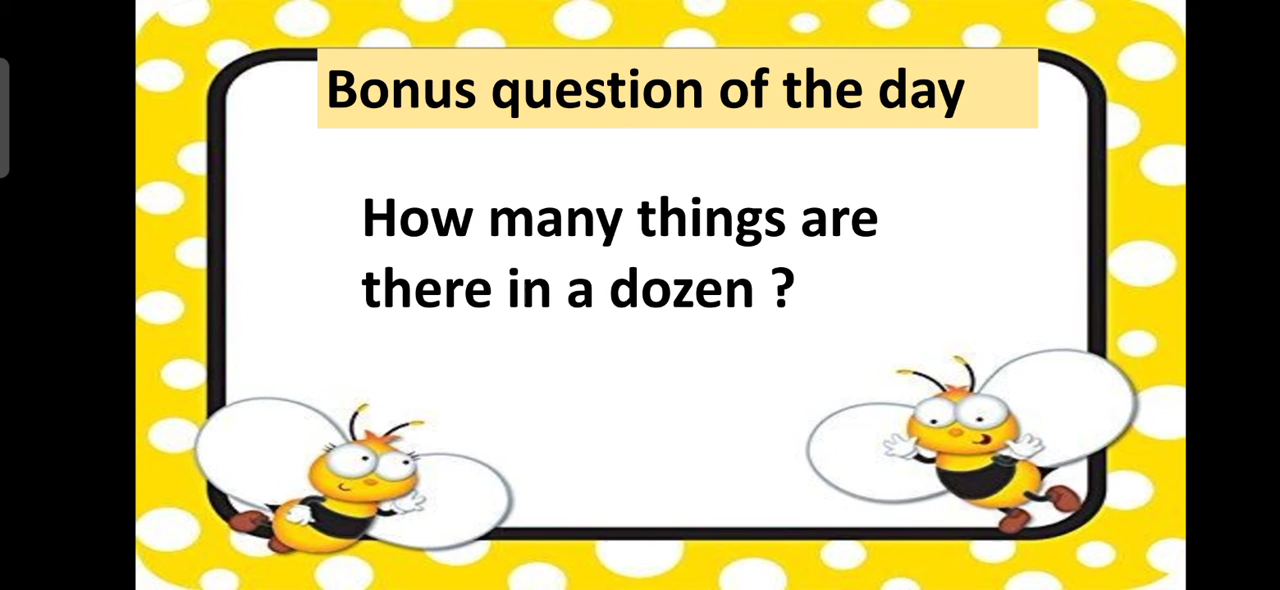 Bonus question of the day
How many things are
there in a dozen ?